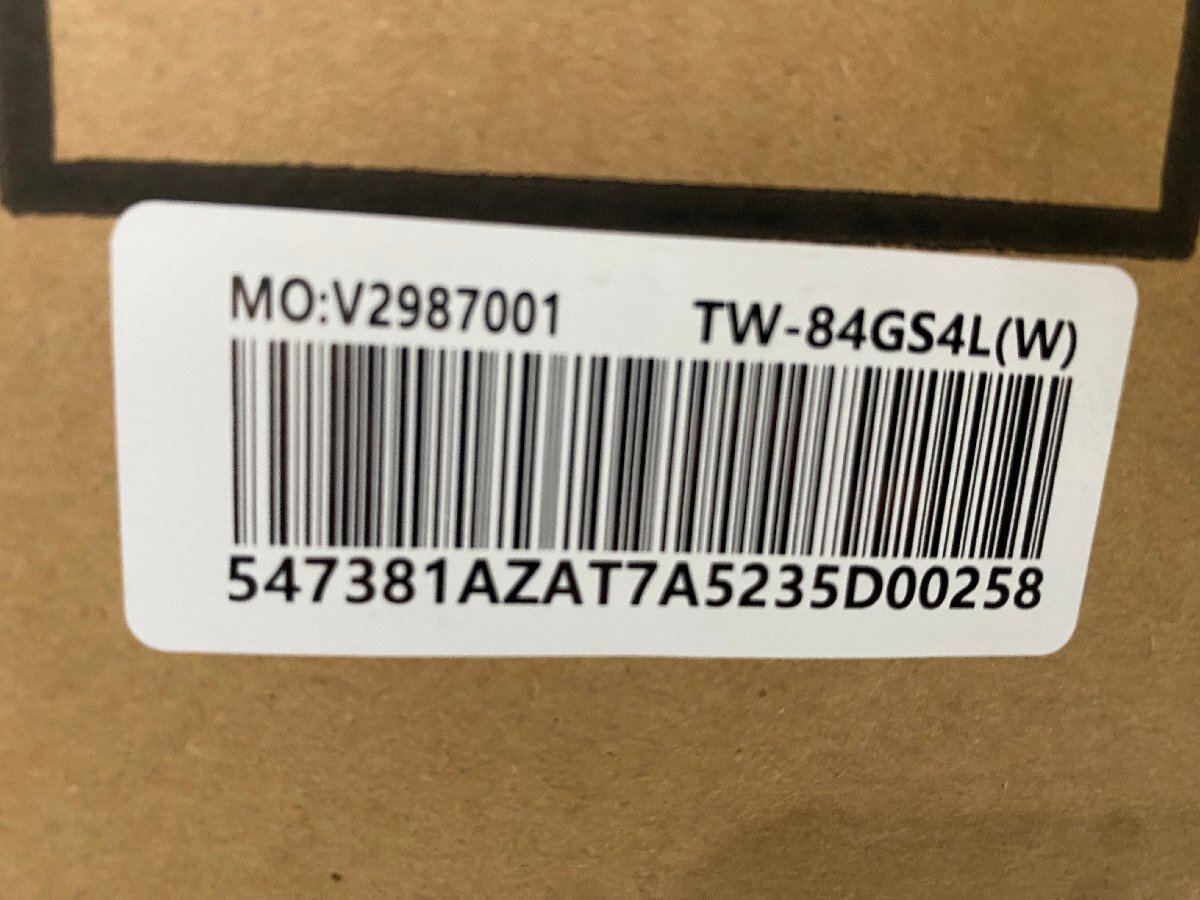 MO:V2987001 TW-84GS4L(W)
547381AZAT7A5235D00258